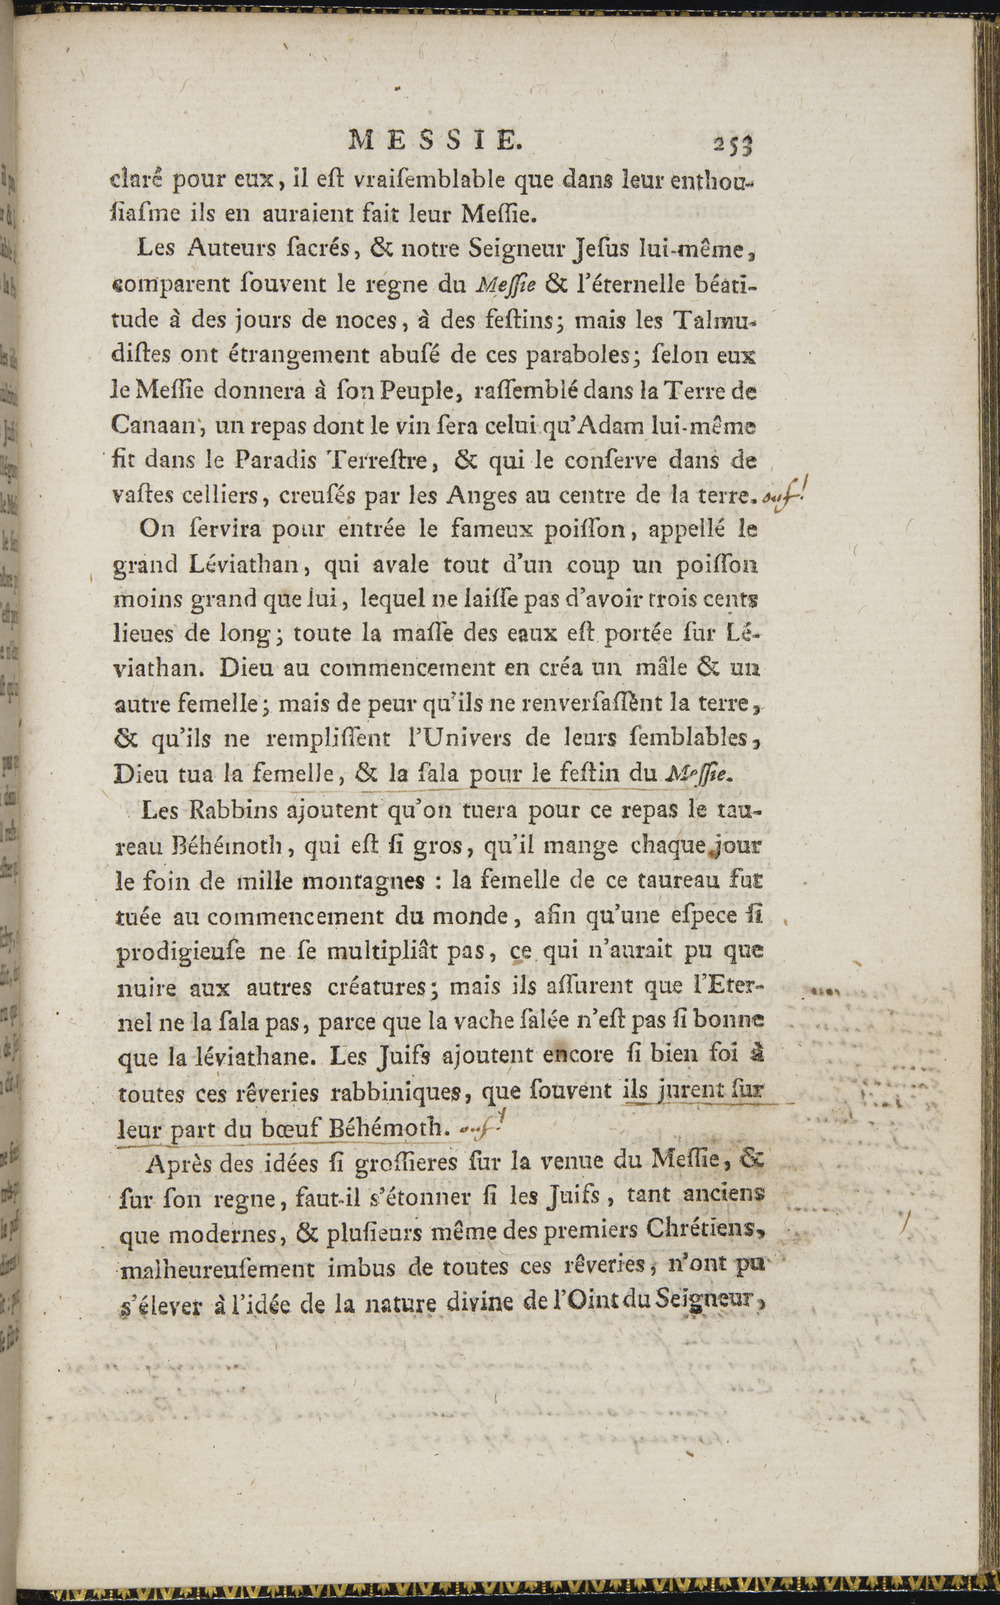 MESSIE. 253
claré pour eux, il eſt vraiſemblable que dans leur enthou-
ſiaſme ils en auraient fait leur Meſſie.
Les Auteurs ſacrés, & notre Seigneur Jeſus lui-même,
comparent ſouvent le regne du Meſſie & l'éternelle béati-
tude à des jours de noces, à des feſtins; mais les Talmu-
diſtes ont étrangement abuſé de ces paraboles; ſelon eux
le Meſſie donnera à ſon Peuple, raſſemblé dans la Terre de
Canaan, un repas dont le vin ſera celui qu'Adam lui-même
fit dans le Paradis Terreſtre, & qui le conſerve dans de
vaſtes celliers, creuſés par les Anges au centre de la terre. ouf!
On ſervira pour entrée le fameux poiſſon, appellé le
grand Léviathan, qui avale tout d'un coup un poiſſon
moins grand que lui, lequel ne laiſſe pas d'avoir trois cents
lieues de long; toute la maſſe des eaux eſt portée ſur Lé-
viathan. Dieu au commencement en créa un mâle & un
autre femelle; mais de peur qu'ils ne renverſaſſènt la terre,
& qu'ils ne rempliſſent l'Univers de leurs ſemblables,
Dieu tua la femelle, & la ſala pour le feſtin du Meſſie.
Les Rabbins ajoutent qu'on tuera pour ce repas le tau-
reau Béhémoth, qui eſt ſi gros, qu'il mange chaque jour
le foin de mille montagnes : la femelle de ce taureau fut
tuée au commencement du monde, afin qu'une eſpece ſi
prodigieuſe ne ſe multipliât pas, ce qui n'aurait pu que
nuire aux autres créatures; mais ils aſſurent que l'Eter-
nel ne la ſala pas, parce que la vache ſalée n'eſt pas ſi bonne
que la léviathane. Les Juifs ajoutent encore ſi bien foi à
toutes ces rêveries rabbiniques, que ſouvent ils jurent ſur
leur part du bœuf Béhémoth. ouf!
Après des idées ſi groſſieres ſur la venue du Meſſie, &
ſur ſon regne, faut-il s'étonner ſi les Juifs, tant anciens
que modernes, & pluſieurs même des premiers Chrétiens,
malheureuſement imbus de toutes ces rêveries, n'ont pu
s'élever à l'idée de la nature divine de l'Oint du Seigneur,